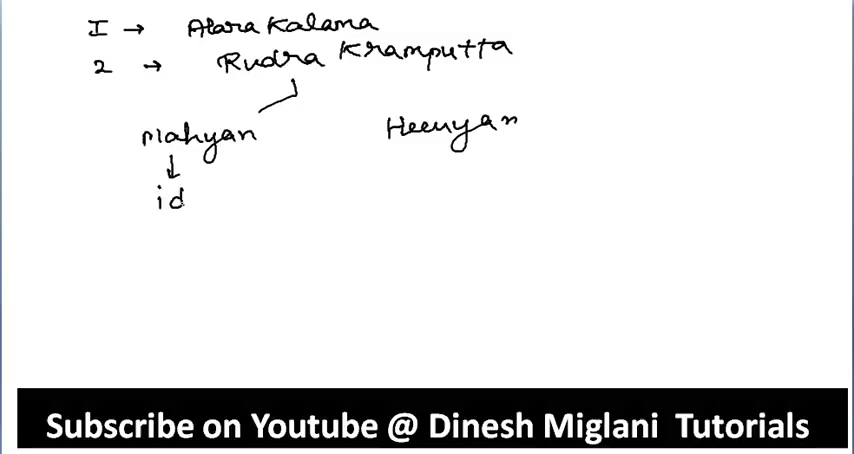 I → Alara Kalama
2 → Rudra Kramputta
Mahyan Heenyan
↓
id
Subscribe on Youtube @ Dinesh Miglani Tutorials